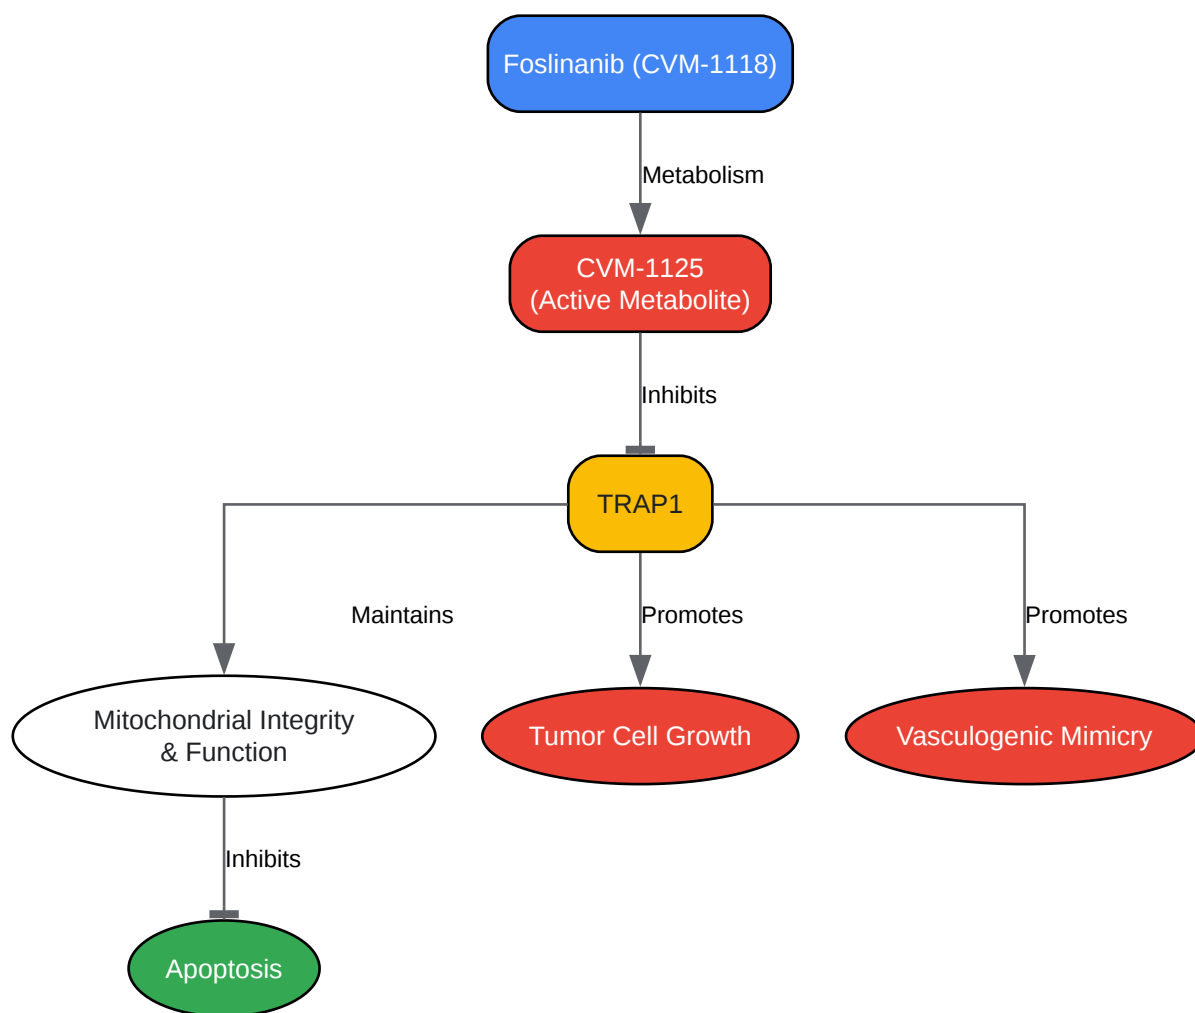 Foslinanib (CVM-1118)
Metabolism
CVM-1125
(Active Metabolite)
Inhibits
TRAP1
Maintains
Promotes
Promotes
Mitochondrial Integrity
& Function
Tumor Cell Growth
Vasculogenic Mimicry
Inhibits
Apoptosis